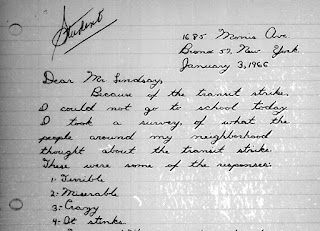 Student
1685 Morris Ave.
Bronx 57, New York
January 3, 1966
Dear Mr. Lindsay,
Because of the transit strike,
I could not go to school today
I took a survey, of what the
people around my neighborhood
thought about the transit strike.
These were some of the responses:
1- Terrible
2- Miserable
3- Crazy
4- It stinks.